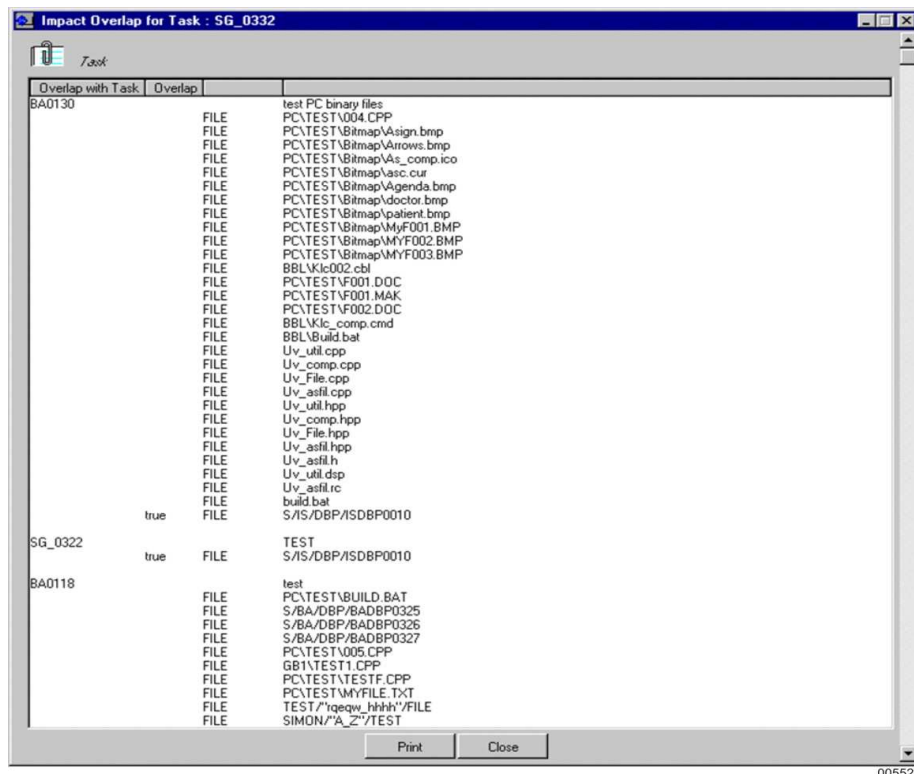 Impact Overlap for Task : SG_0332
Task
Overlap with Task Overlap
BA0130 test PC binary files
FILE PC\TEST\004.CPP
FILE PC\TEST\Bitmap\Asign.bmp
FILE PC\TEST\Bitmap\Arrows.bmp
FILE PC\TEST\Bitmap\As_comp.ico
FILE PC\TEST\Bitmap\asc.cur
FILE PC\TEST\Bitmap\Agenda.bmp
FILE PC\TEST\Bitmap\doctor.bmp
FILE PC\TEST\Bitmap\patient.bmp
FILE PC\TEST\Bitmap\MyF001.BMP
FILE PC\TEST\Bitmap\MYF002.BMP
FILE PC\TEST\Bitmap\MYF003.BMP
FILE BBL\Klc002.cbl
FILE PC\TEST\F001.DOC
FILE PC\TEST\F001.MAK
FILE PC\TEST\F002.DOC
FILE BBL\Klc_comp.cmd
FILE BBL\Build.bat
FILE Uv_util.cpp
FILE Uv_comp.cpp
FILE Uv_File.cpp
FILE Uv_asfil.cpp
FILE Uv_util.hpp
FILE Uv_comp.hpp
FILE Uv_File.hpp
FILE Uv_asfil.hpp
FILE Uv_asfil.h
FILE Uv_util.dsp
FILE Uv_asfil.rc
FILE build.bat
true FILE S/IS/DBP/ISDBP0010
SG_0322 TEST
true FILE S/IS/DBP/ISDBP0010
BA0118 test
FILE PC\TEST\BUILD.BAT
FILE S/BA/DBP/BADBP0325
FILE S/BA/DBP/BADBP0326
FILE S/BA/DBP/BADBP0327
FILE PC\TEST\005.CPP
FILE GB1\TEST1.CPP
FILE PC\TEST\TESTF.CPP
FILE PC\TEST\MYFILE.TXT
FILE TEST/"rqeqw_hhhh"/FILE
FILE SIMON/"A_Z"/TEST
Print Close
00552